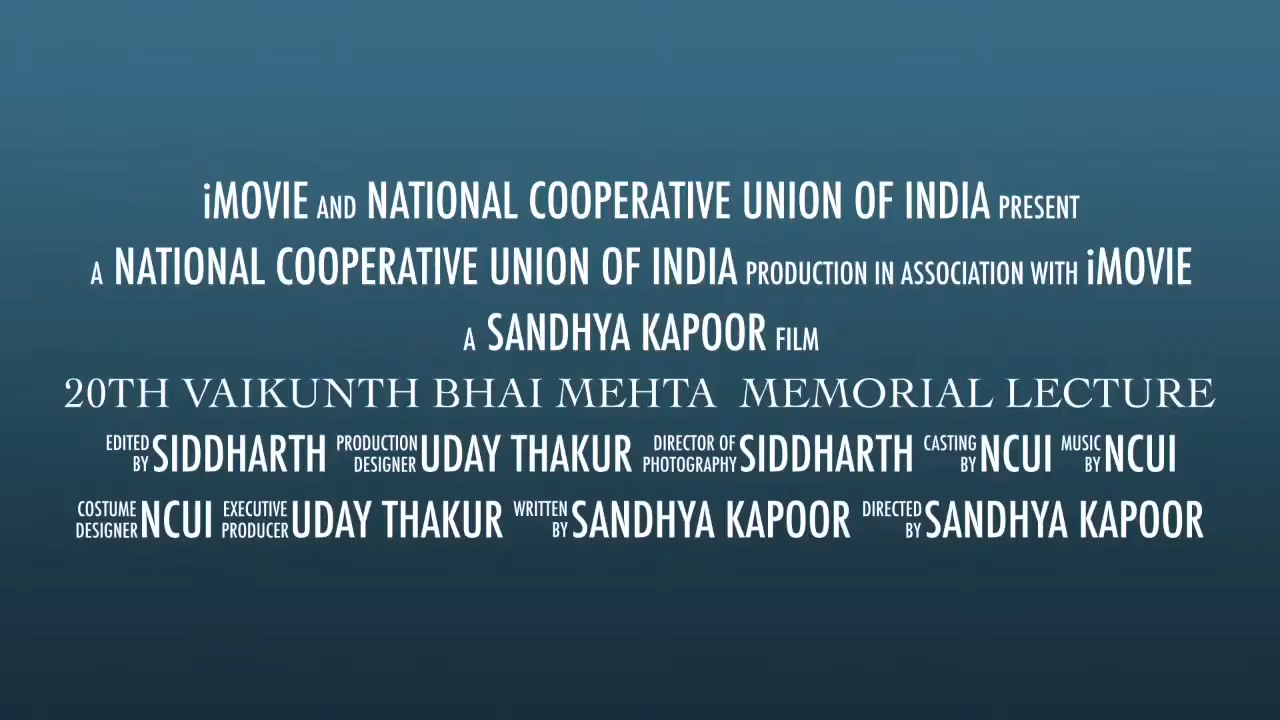 iMOVIE AND NATIONAL COOPERATIVE UNION OF INDIA PRESENT
A NATIONAL COOPERATIVE UNION OF INDIA PRODUCTION IN ASSOCIATION WITH iMOVIE
A SANDHYA KAPOOR FILM
20TH VAIKUNTH BHAI MEHTA MEMORIAL LECTURE
EDITED BY SIDDHARTH PRODUCTION DESIGNER UDAY THAKUR DIRECTOR OF PHOTOGRAPHY SIDDHARTH CASTING BY NCUI MUSIC BY NCUI
COSTUME DESIGNER NCUI EXECUTIVE PRODUCER UDAY THAKUR WRITTEN BY SANDHYA KAPOOR DIRECTED BY SANDHYA KAPOOR